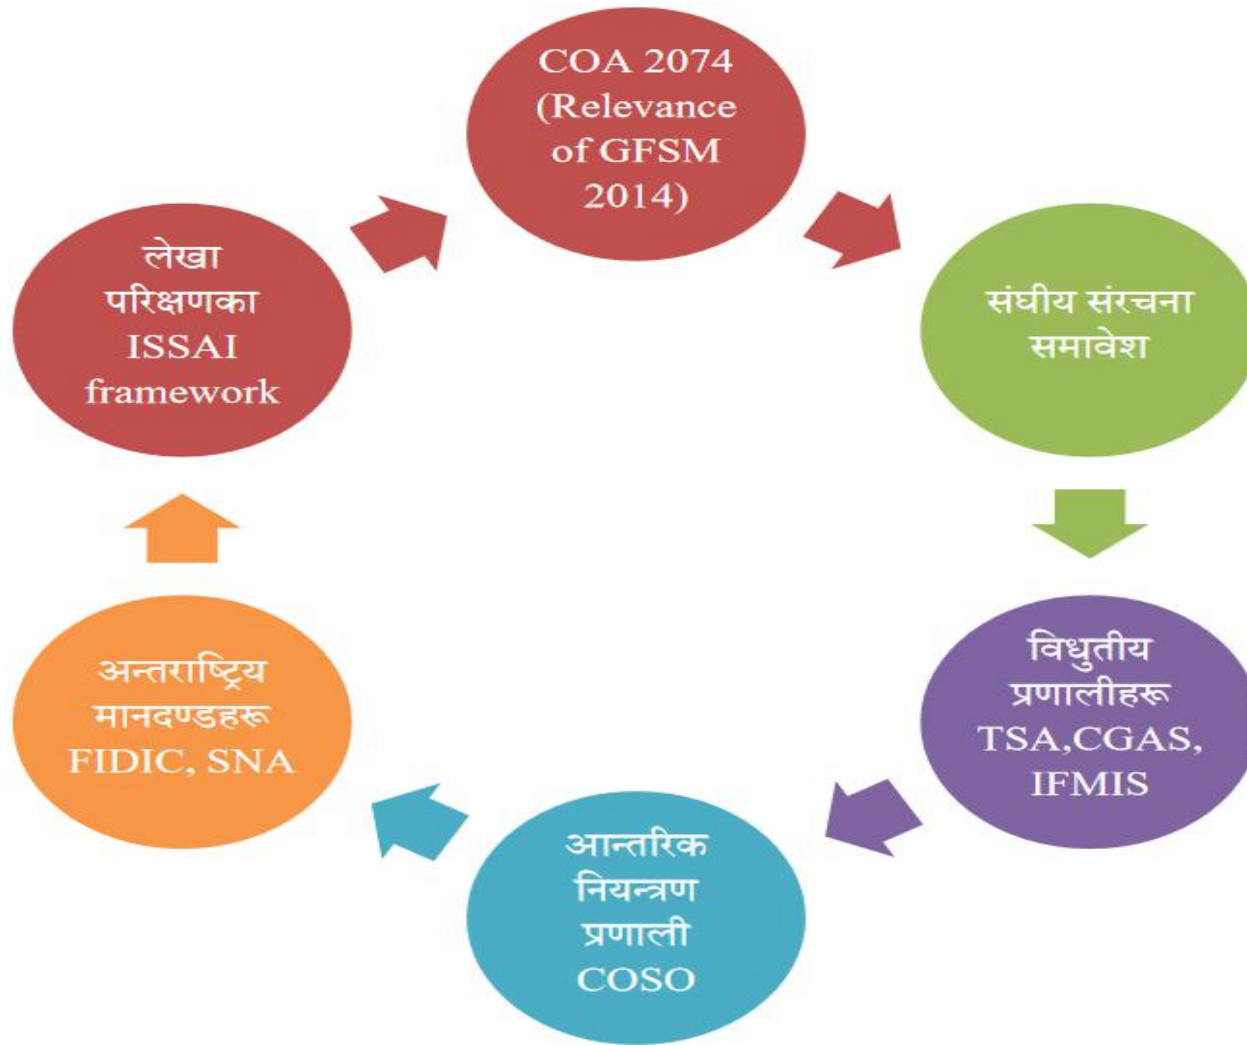 COA 2074
(Relevance
of GFSM
2014)
संघीय संरचना
समावेश
विधुतीय
प्रणालीहरू
TSA,CGAS,
IFMIS
आन्तरिक
नियन्त्रण
प्रणाली
COSO
अन्तराष्ट्रिय
मानदण्डहरू
FIDIC, SNA
लेखा
परिक्षणका
ISSAI
framework